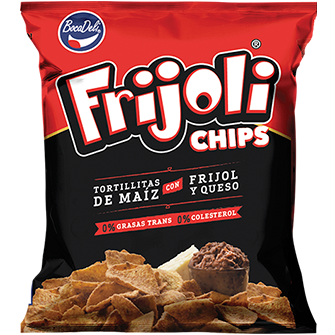 BocaDeli
®
Frijoli
CHIPS
TORTILLITAS
DE MAÍZ
CON
FRIJOL
Y QUESO
0% GRASAS TRANS 0% COLESTEROL